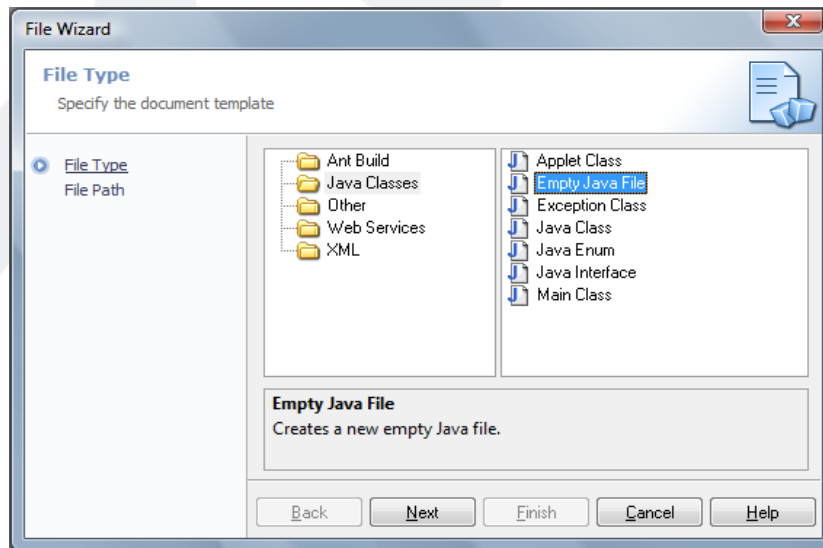 File Wizard
File Type
Specify the document template
File Type
File Path
Ant Build
Java Classes
Other
Web Services
XML
Applet Class
Empty Java File
Exception Class
Java Class
Java Enum
Java Interface
Main Class
Empty Java File
Creates a new empty Java file.
Back Next Finish Cancel Help